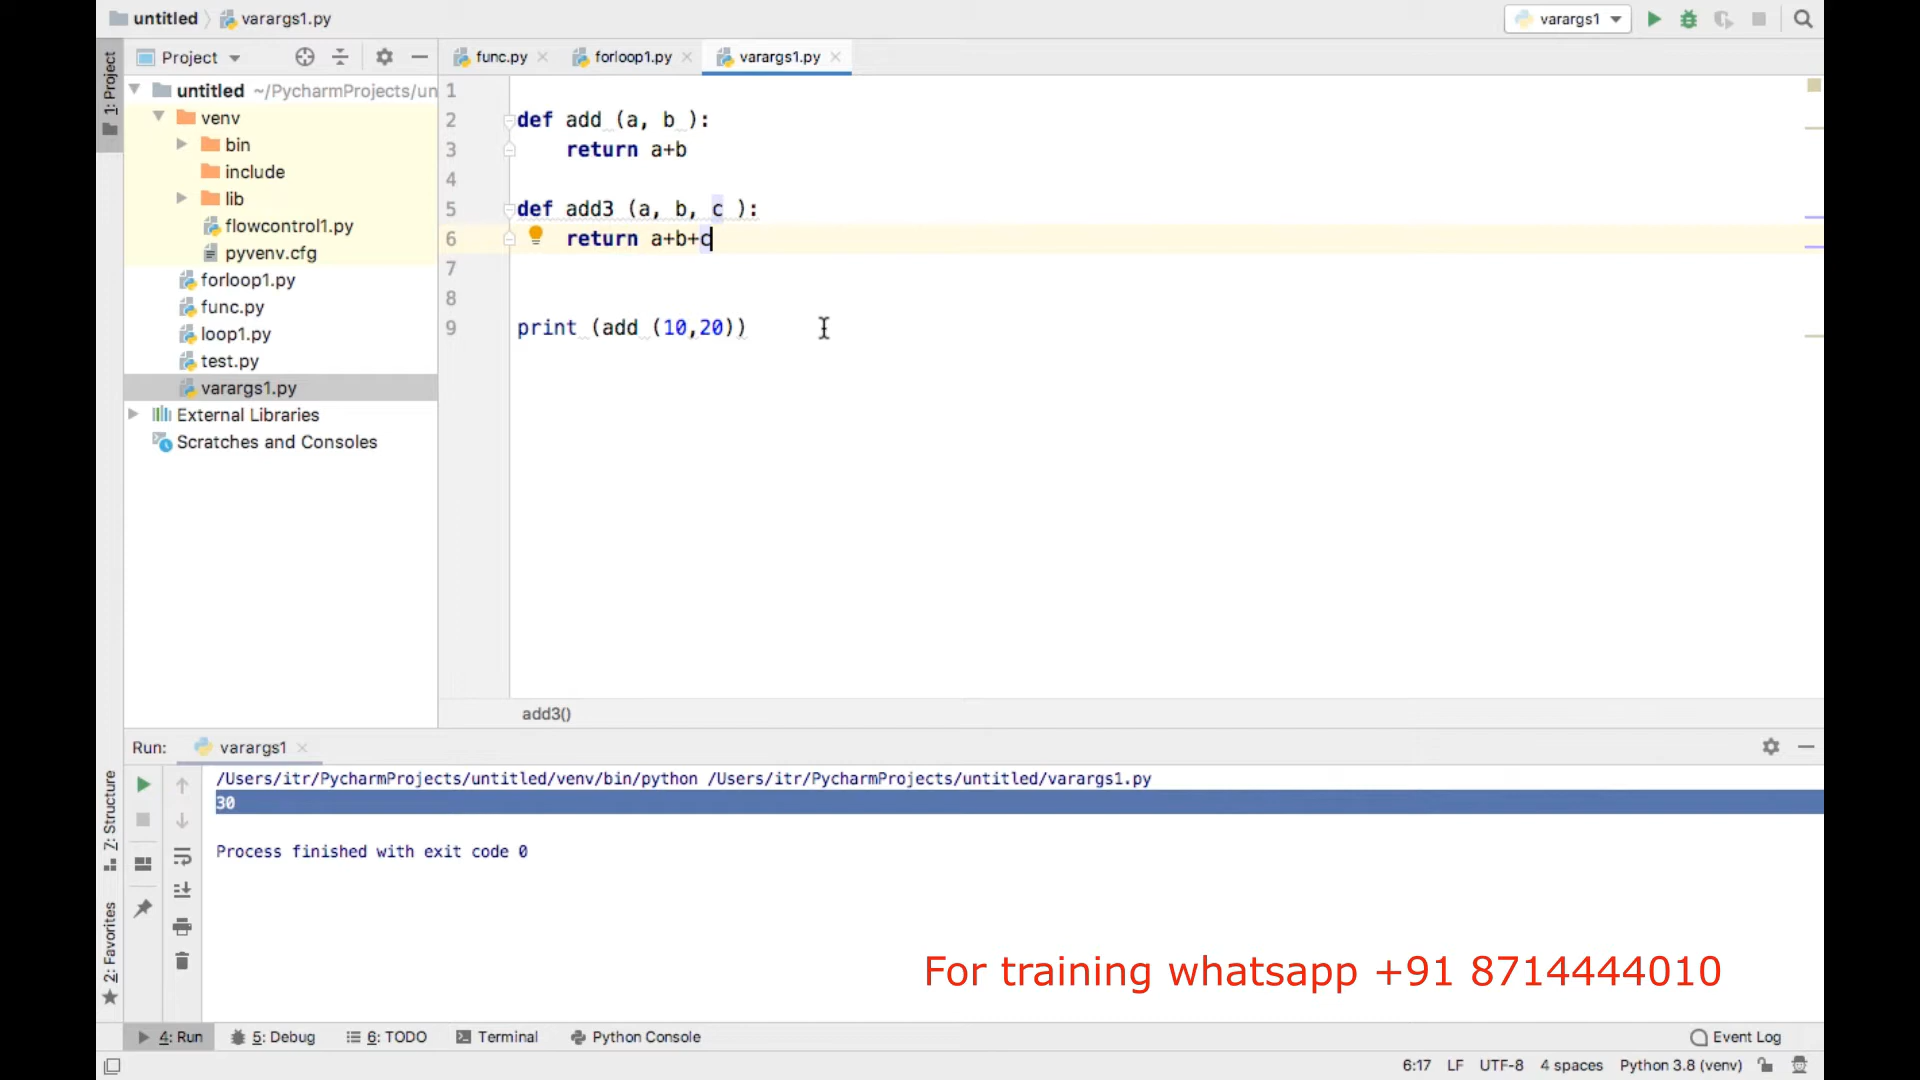 untitled varargs1.py
varargs1
1: Project
Project
func.py
forloop1.py
varargs1.py
untitled ~/PycharmProjects/un
venv
bin
include
lib
flowcontrol1.py
pyvenv.cfg
forloop1.py
func.py
loop1.py
test.py
varargs1.py
External Libraries
Scratches and Consoles
1
2 def add (a, b ):
3 return a+b
4
5 def add3 (a, b, c ):
6 return a+b+c
7
8
9 print (add (10,20))
add3()
Run: varargs1
/Users/itr/PycharmProjects/untitled/venv/bin/python /Users/itr/PycharmProjects/untitled/varargs1.py
30
Process finished with exit code 0
7: Structure
2: Favorites
For training whatsapp +91 8714444010
4: Run 5: Debug 6: TODO Terminal Python Console Event Log
6:17 LF UTF-8 4 spaces Python 3.8 (venv)